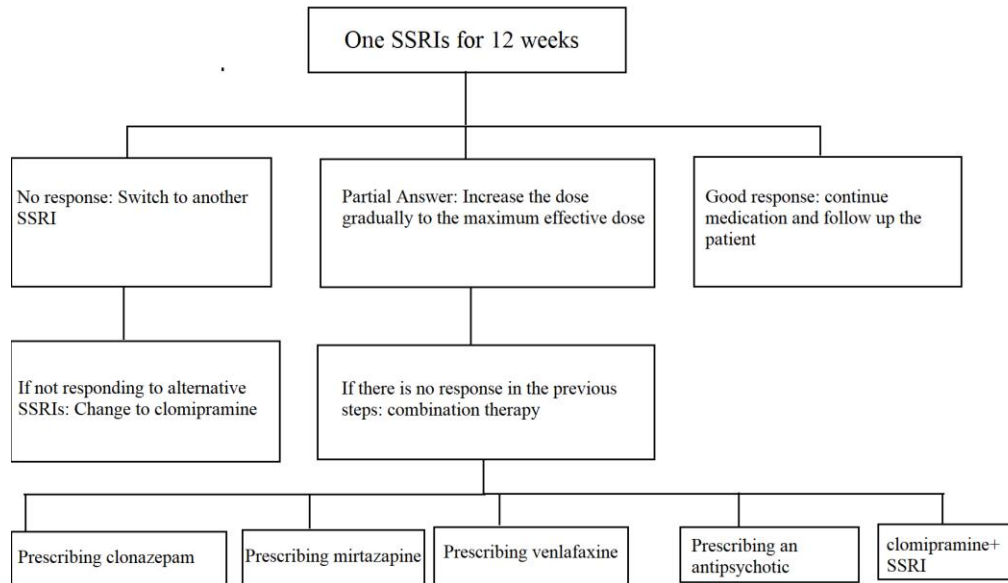 One SSRIs for 12 weeks
No response: Switch to another
SSRI
Partial Answer: Increase the dose
gradually to the maximum effective dose
Good response: continue
medication and follow up the
patient
If not responding to alternative
SSRIs: Change to clomipramine
If there is no response in the previous
steps: combination therapy
Prescribing clonazepam
Prescribing mirtazapine
Prescribing venlafaxine
Prescribing an
antipsychotic
clomipramine+
SSRI